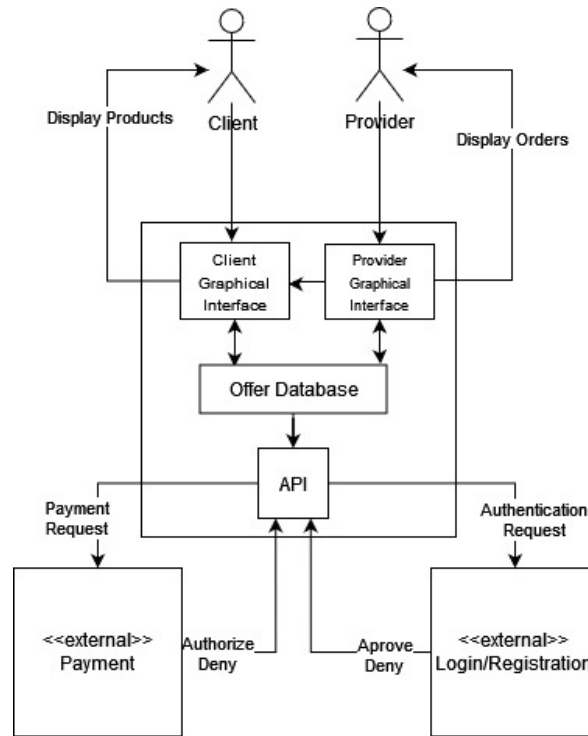 Client
Provider
Display Products
Display Orders
Client
Graphical
Interface
Provider
Graphical
Interface
Offer Database
API
Payment
Request
Authentication
Request
<<external>>
Payment
Authorize
Deny
Aprove
Deny
<<external>>
Login/Registration